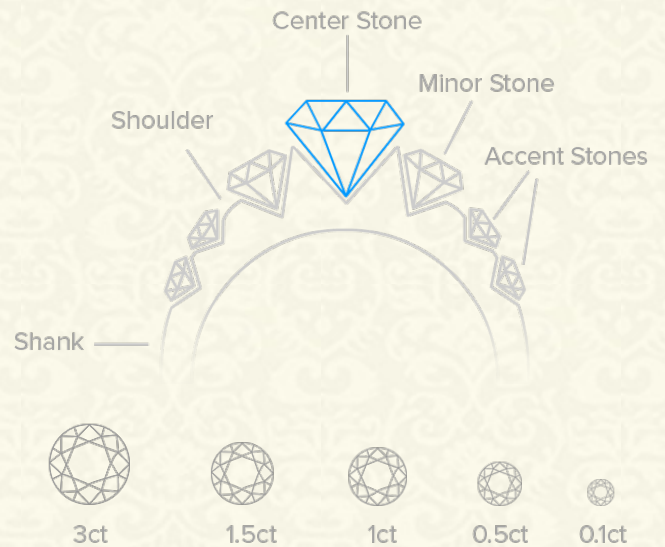 Center Stone
Minor Stone
Shoulder
Accent Stones
Shank
3ct
1.5ct
1ct
0.5ct
0.1ct